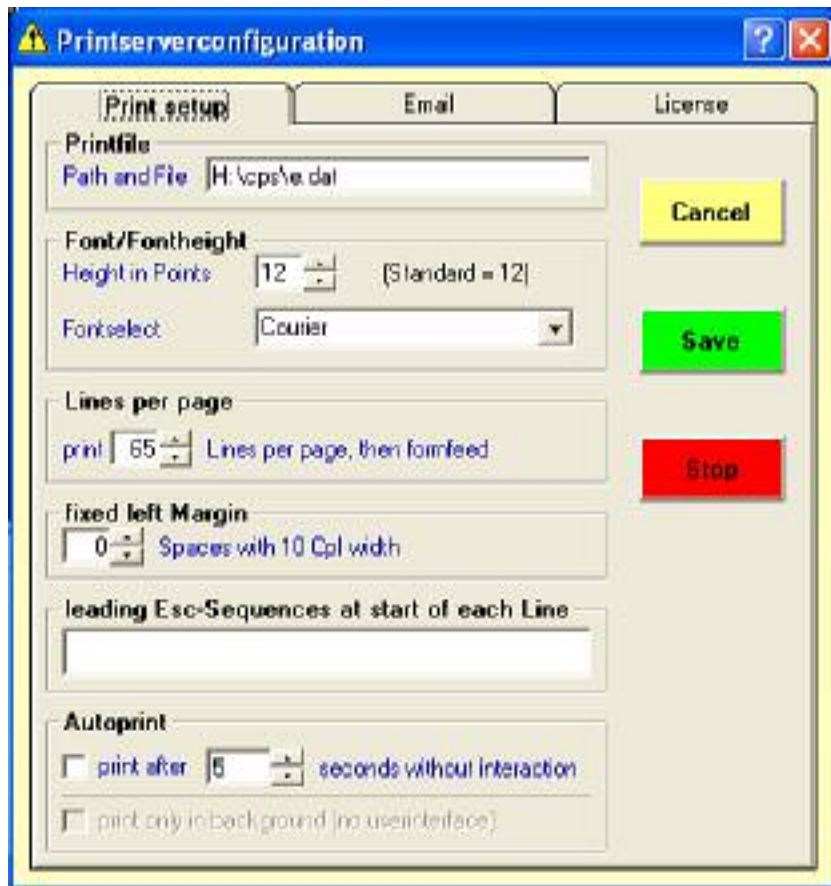 Printserverconfiguration
Print setup Email License
Printfile
Path and File H:\cps\e.dat
Cancel
Font/Fontheight
Height in Points 12 (Standard = 12)
Fontselect Courier
Save
Lines per page
print 65 Lines per page, then formfeed
Stop
fixed left Margin
0 Spaces with 10 CpI width
leading Esc-Sequences at start of each Line
Autoprint
print after 5 seconds without interaction
print only in background (no userinterface)